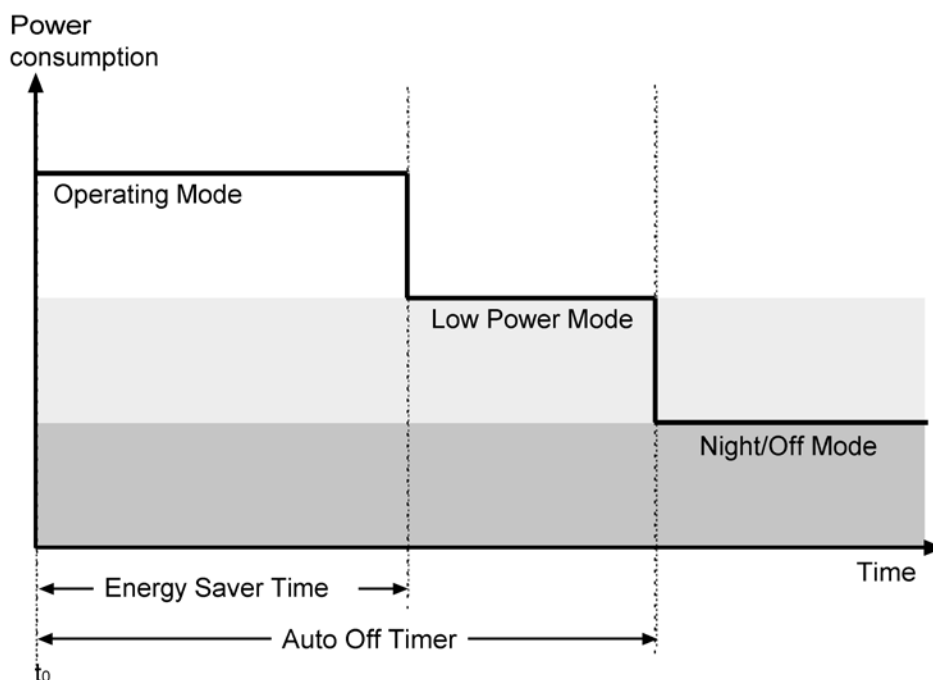 Power
consumption
Operating Mode
Low Power Mode
Night/Off Mode
Time
Energy Saver Time
Auto Off Timer
t0